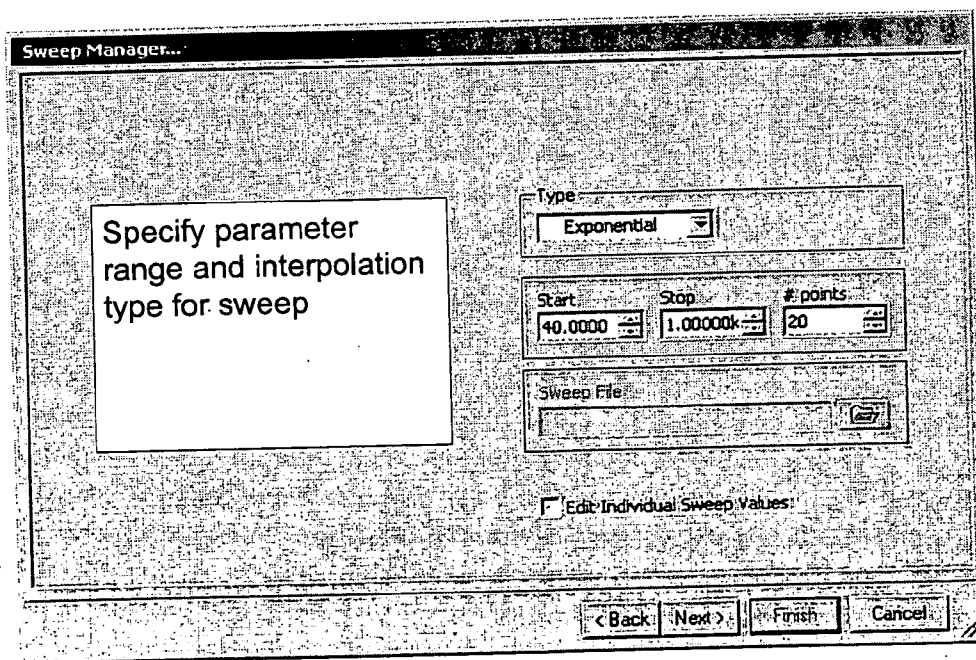 Sweep Manager...
Specify parameter
range and interpolation
type for sweep
Type
Exponential
Start
Stop
# points
40.0000
1.00000k
20
Sweep File
Edit Individual Sweep Values
< Back
Next >
Finish
Cancel